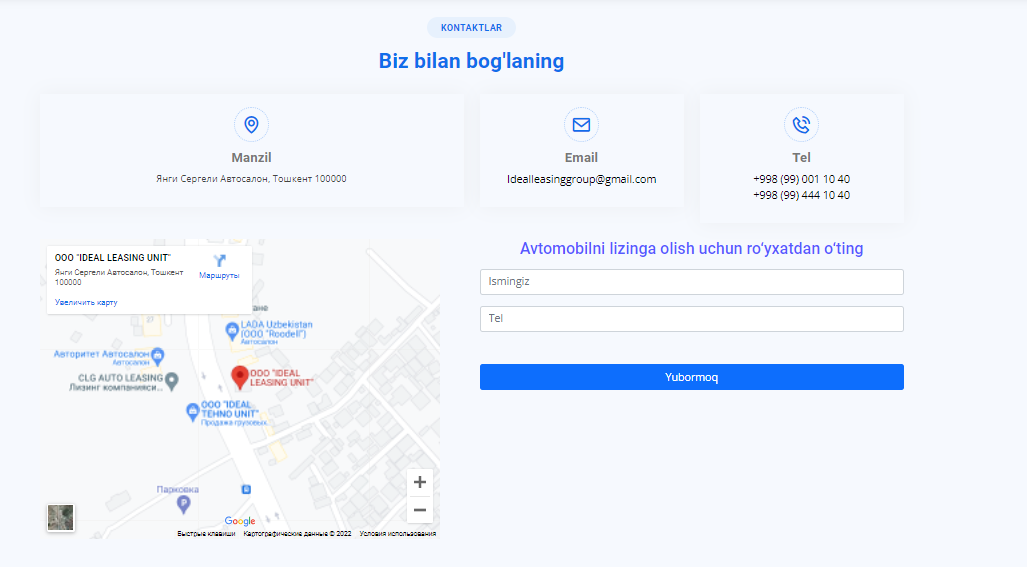 KONTAKTLAR
Biz bilan bog'laning
Manzil
Янги Сергели Автосалон, Тошкент 100000
Email
Idealleasinggroup@gmail.com
Tel
+998 (99) 001 10 40
+998 (99) 444 10 40
ООО "IDEAL LEASING UNIT"
Янги Сергели Автосалон, Тошкент
100000
Маршруты
Увеличить карту
LADA Uzbekistan
(ООО "Roodell")
Автосалон
Авторитет Автосалон
Автосалон
CLG AUTO LEASING
Лизинг компанияси...
ООО "IDEAL
LEASING UNIT"
ООО "IDEAL
TEHNO UNIT"
Продажа грузовых
Парковка
P
Google
Быстрые клавиши Картографические данные © 2022 Условия использования
Avtomobilni lizinga olish uchun ro‘yxatdan o‘ting
Ismingiz
Tel
Yubormoq